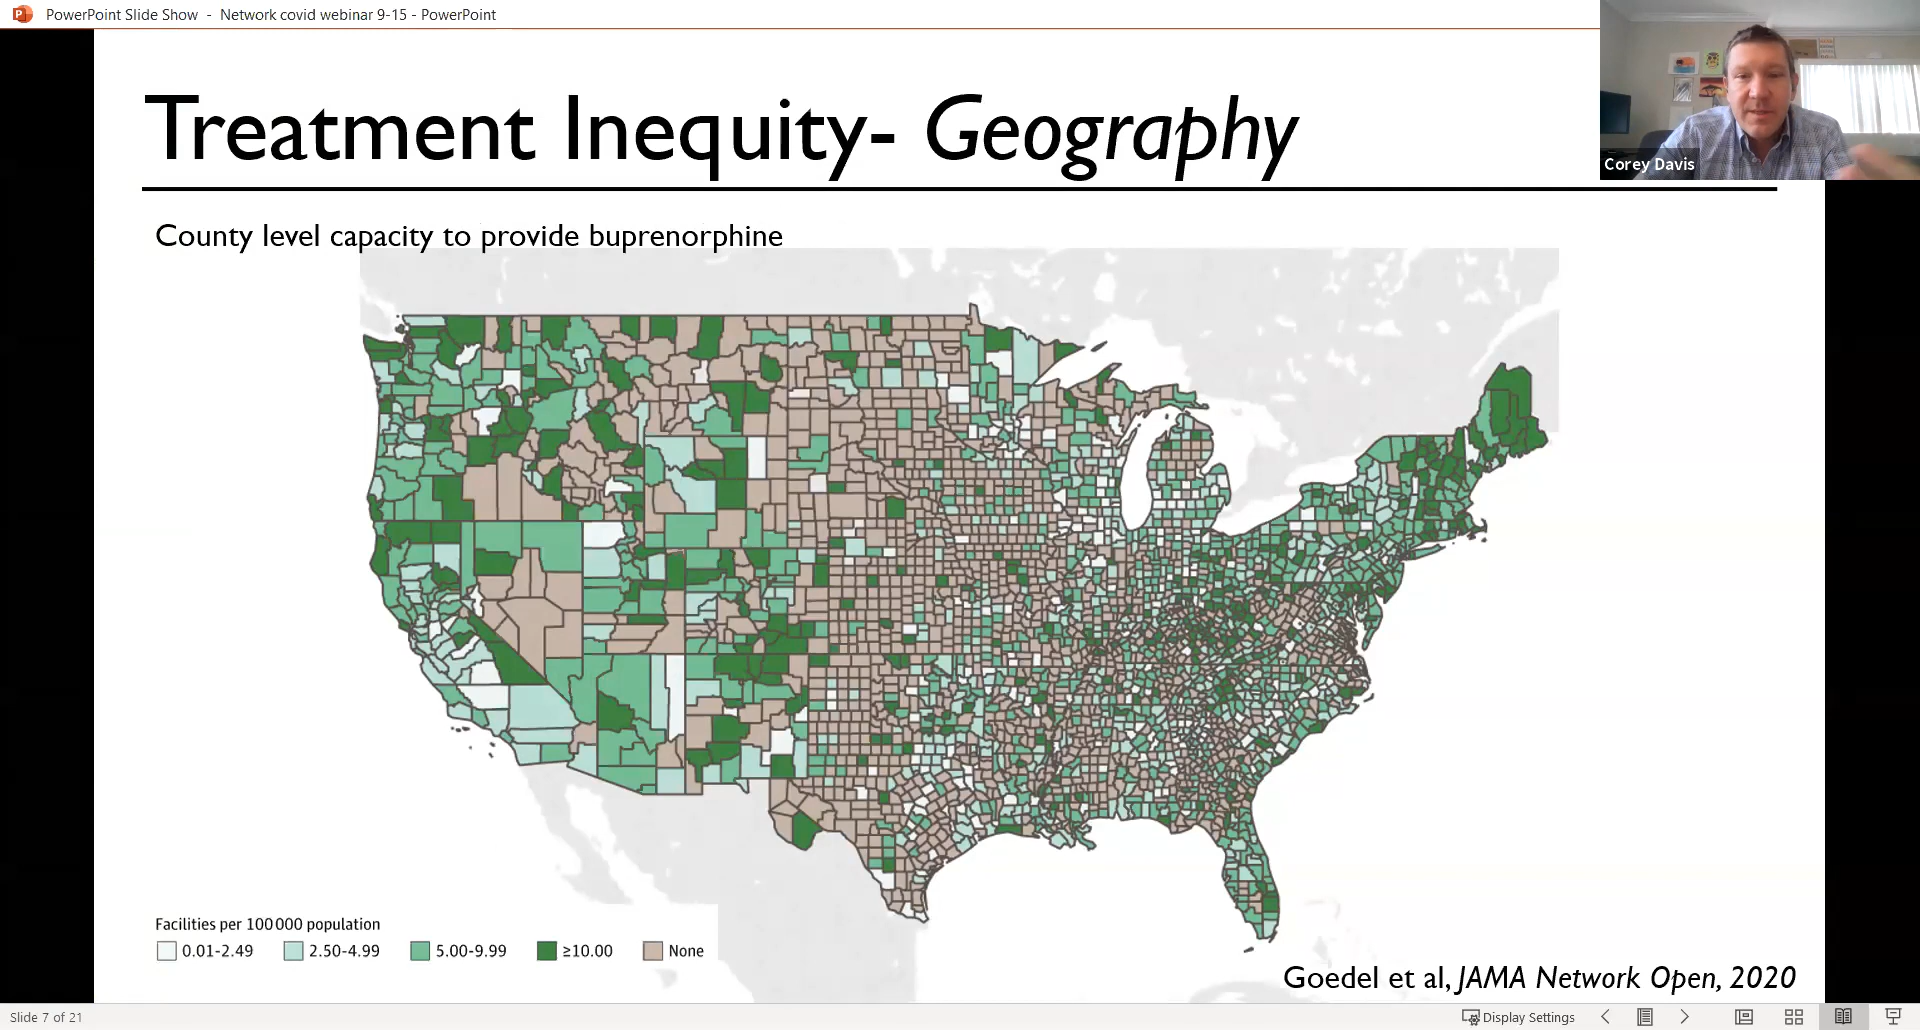 PowerPoint Slide Show - Network covid webinar 9-15 - PowerPoint
Treatment Inequity- Geography
Corey Davis
County level capacity to provide buprenorphine
Facilities per 100 000 population
0.01-2.49 2.50-4.99 5.00-9.99 ≥10.00 None
Goedel et al, JAMA Network Open, 2020
Slide 7 of 21
Display Settings